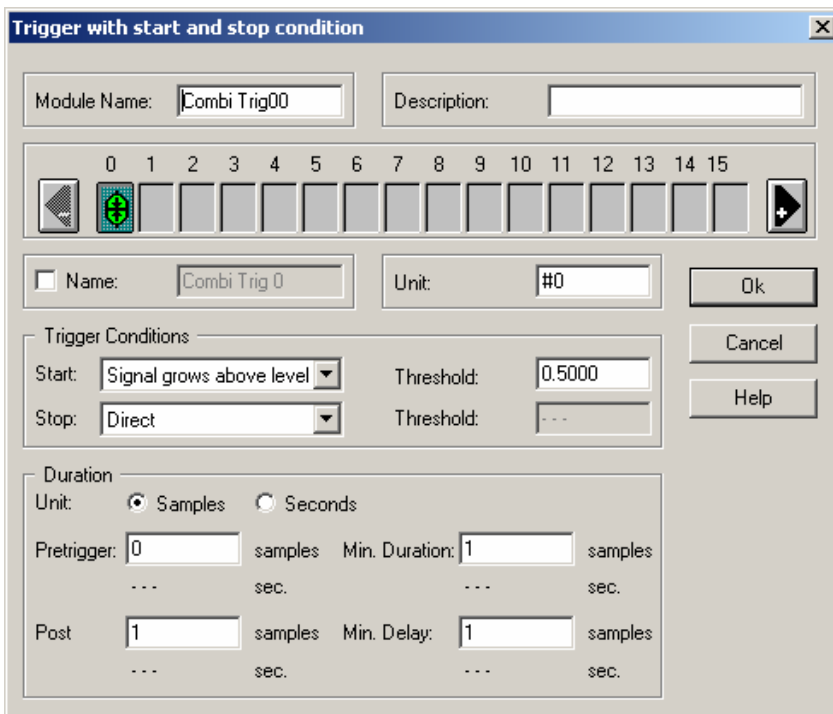 Trigger with start and stop condition
Module Name: Combi Trig00 Description:
0 1 2 3 4 5 6 7 8 9 10 11 12 13 14 15
- +
Name: Combi Trig 0 Unit: #0 Ok
Trigger Conditions Cancel
Start: Signal grows above level Threshold: 0.5000
Stop: Direct Threshold: - - - Help
Duration
Unit: Samples Seconds
Pretrigger: 0 samples Min. Duration: 1 samples
- - - sec. - - - sec.
Post 1 samples Min. Delay: 1 samples
- - - sec. - - - sec.